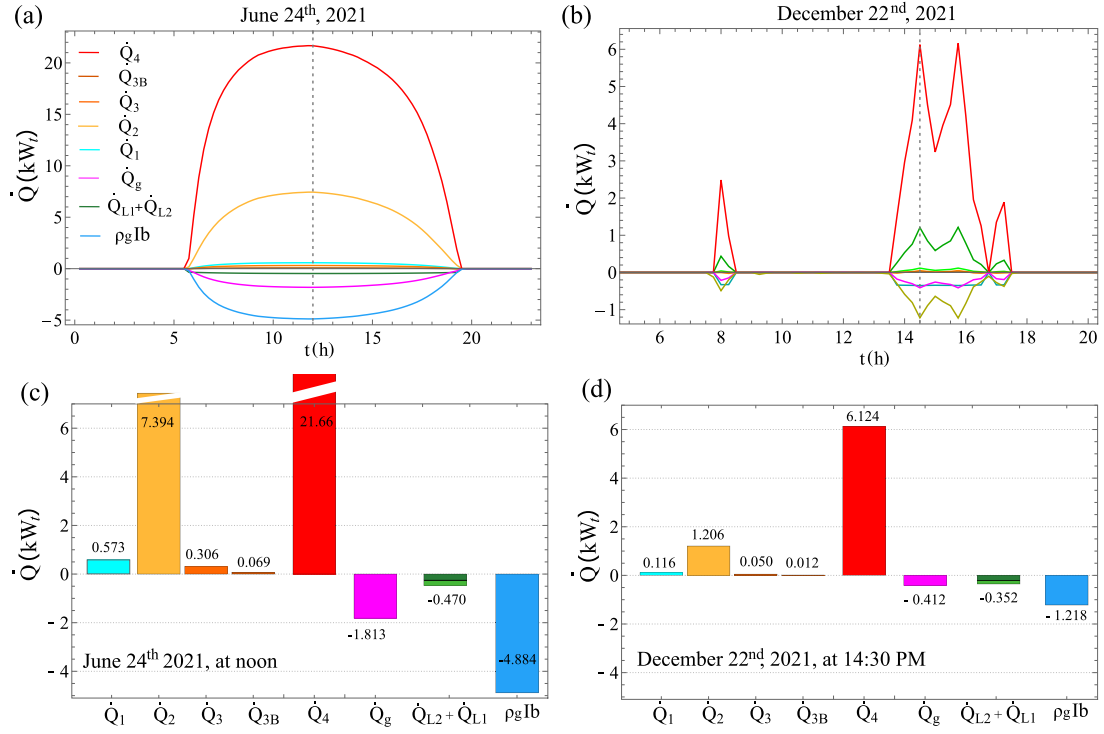 (a)
June 24th, 2021
Q̇ (kWt)
20
15
10
5
0
−5
Q̇4
Q̇3B
Q̇3
Q̇2
Q̇1
Q̇g
Q̇L1+Q̇L2
ρgIb
0
5
10
15
20
t(h)
(b)
December 22nd, 2021
Q̇ (kWt)
6
5
4
3
2
1
0
−1
6
8
10
12
14
16
18
t(h)
(c)
Q̇ (kWt)
6
4
2
0
−2
−4
0.573
7.394
0.306
0.069
21.66
-1.813
-0.470
-4.884
June 24th 2021, at noon
Q̇1 Q̇2 Q̇3 Q̇3B Q̇4 Q̇g Q̇L2 + Q̇L1 ρgIb
(d)
Q̇ (kWt)
6
4
2
0
−2
−4
0.116
1.206
0.050
0.012
6.124
- 0.412
-0.352
- 1.218
December 22nd, 2021, at 14:30 PM
Q̇1 Q̇2 Q̇3 Q̇3B Q̇4 Q̇g Q̇L2 + Q̇L1 ρgIb